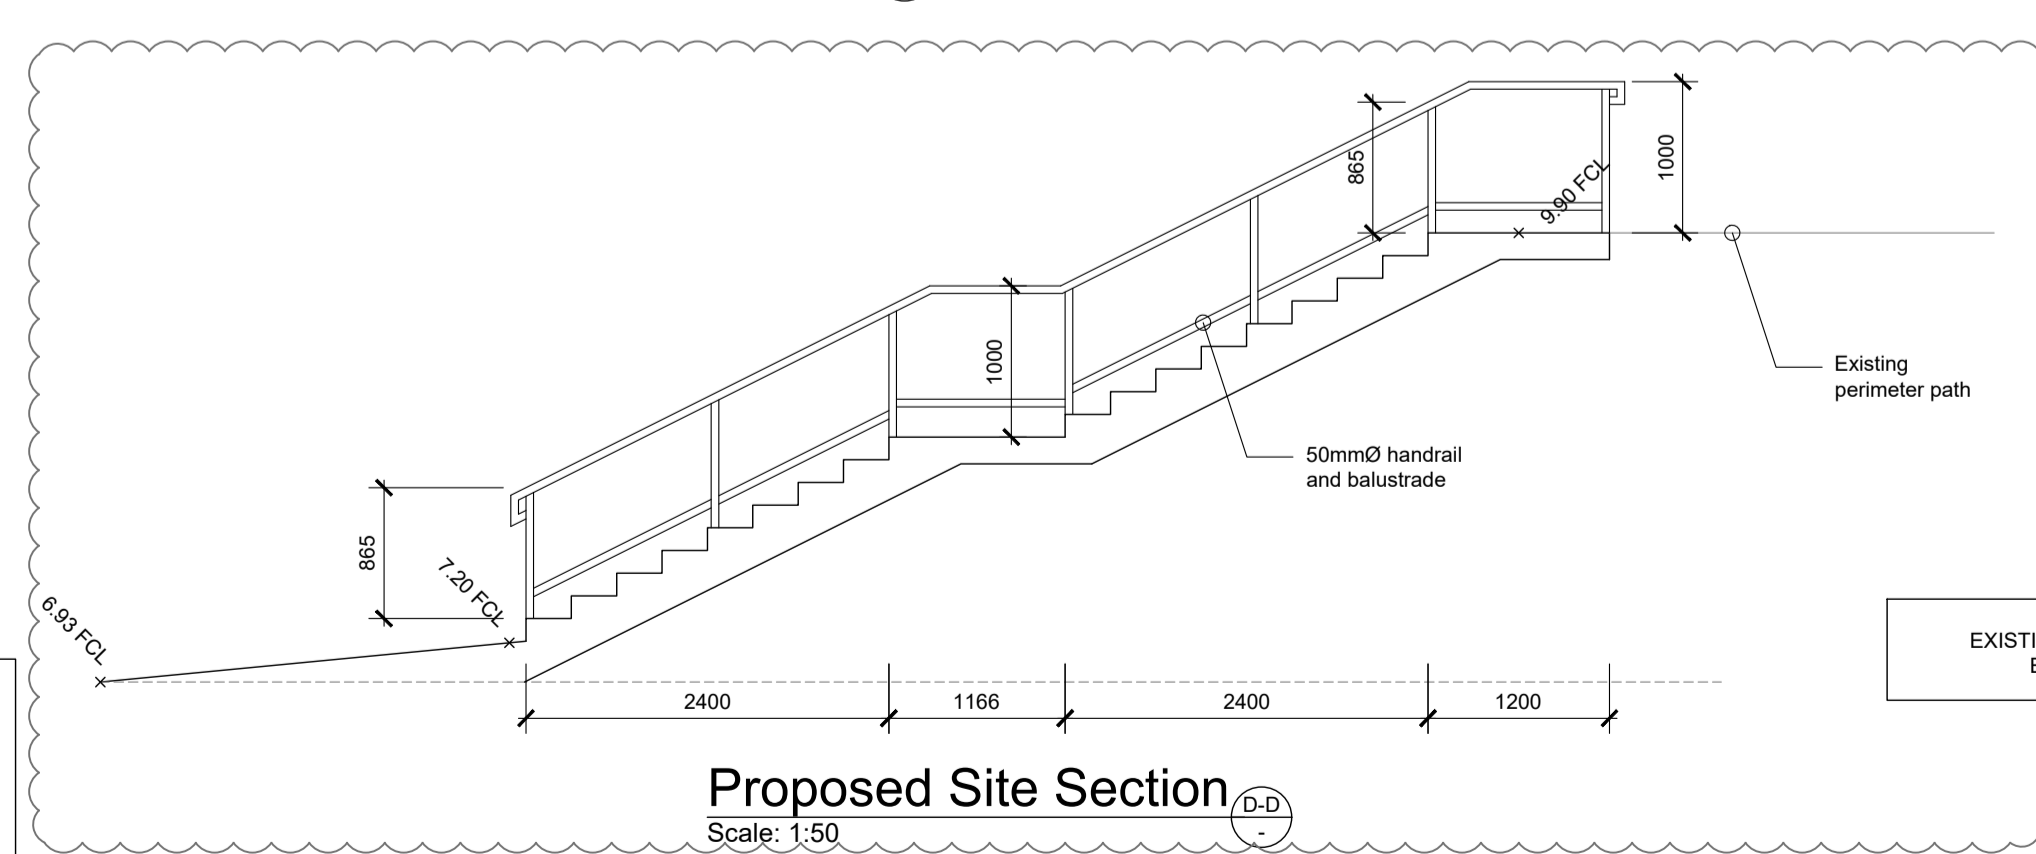 865
1000
9.90 FCL
1000
Existing
perimeter path
50mmØ handrail
and balustrade
865
7.20 FCL
6.93 FCL
EXISTI
2400
1166
2400
1200
Proposed Site Section
D-D
-
Scale: 1:50